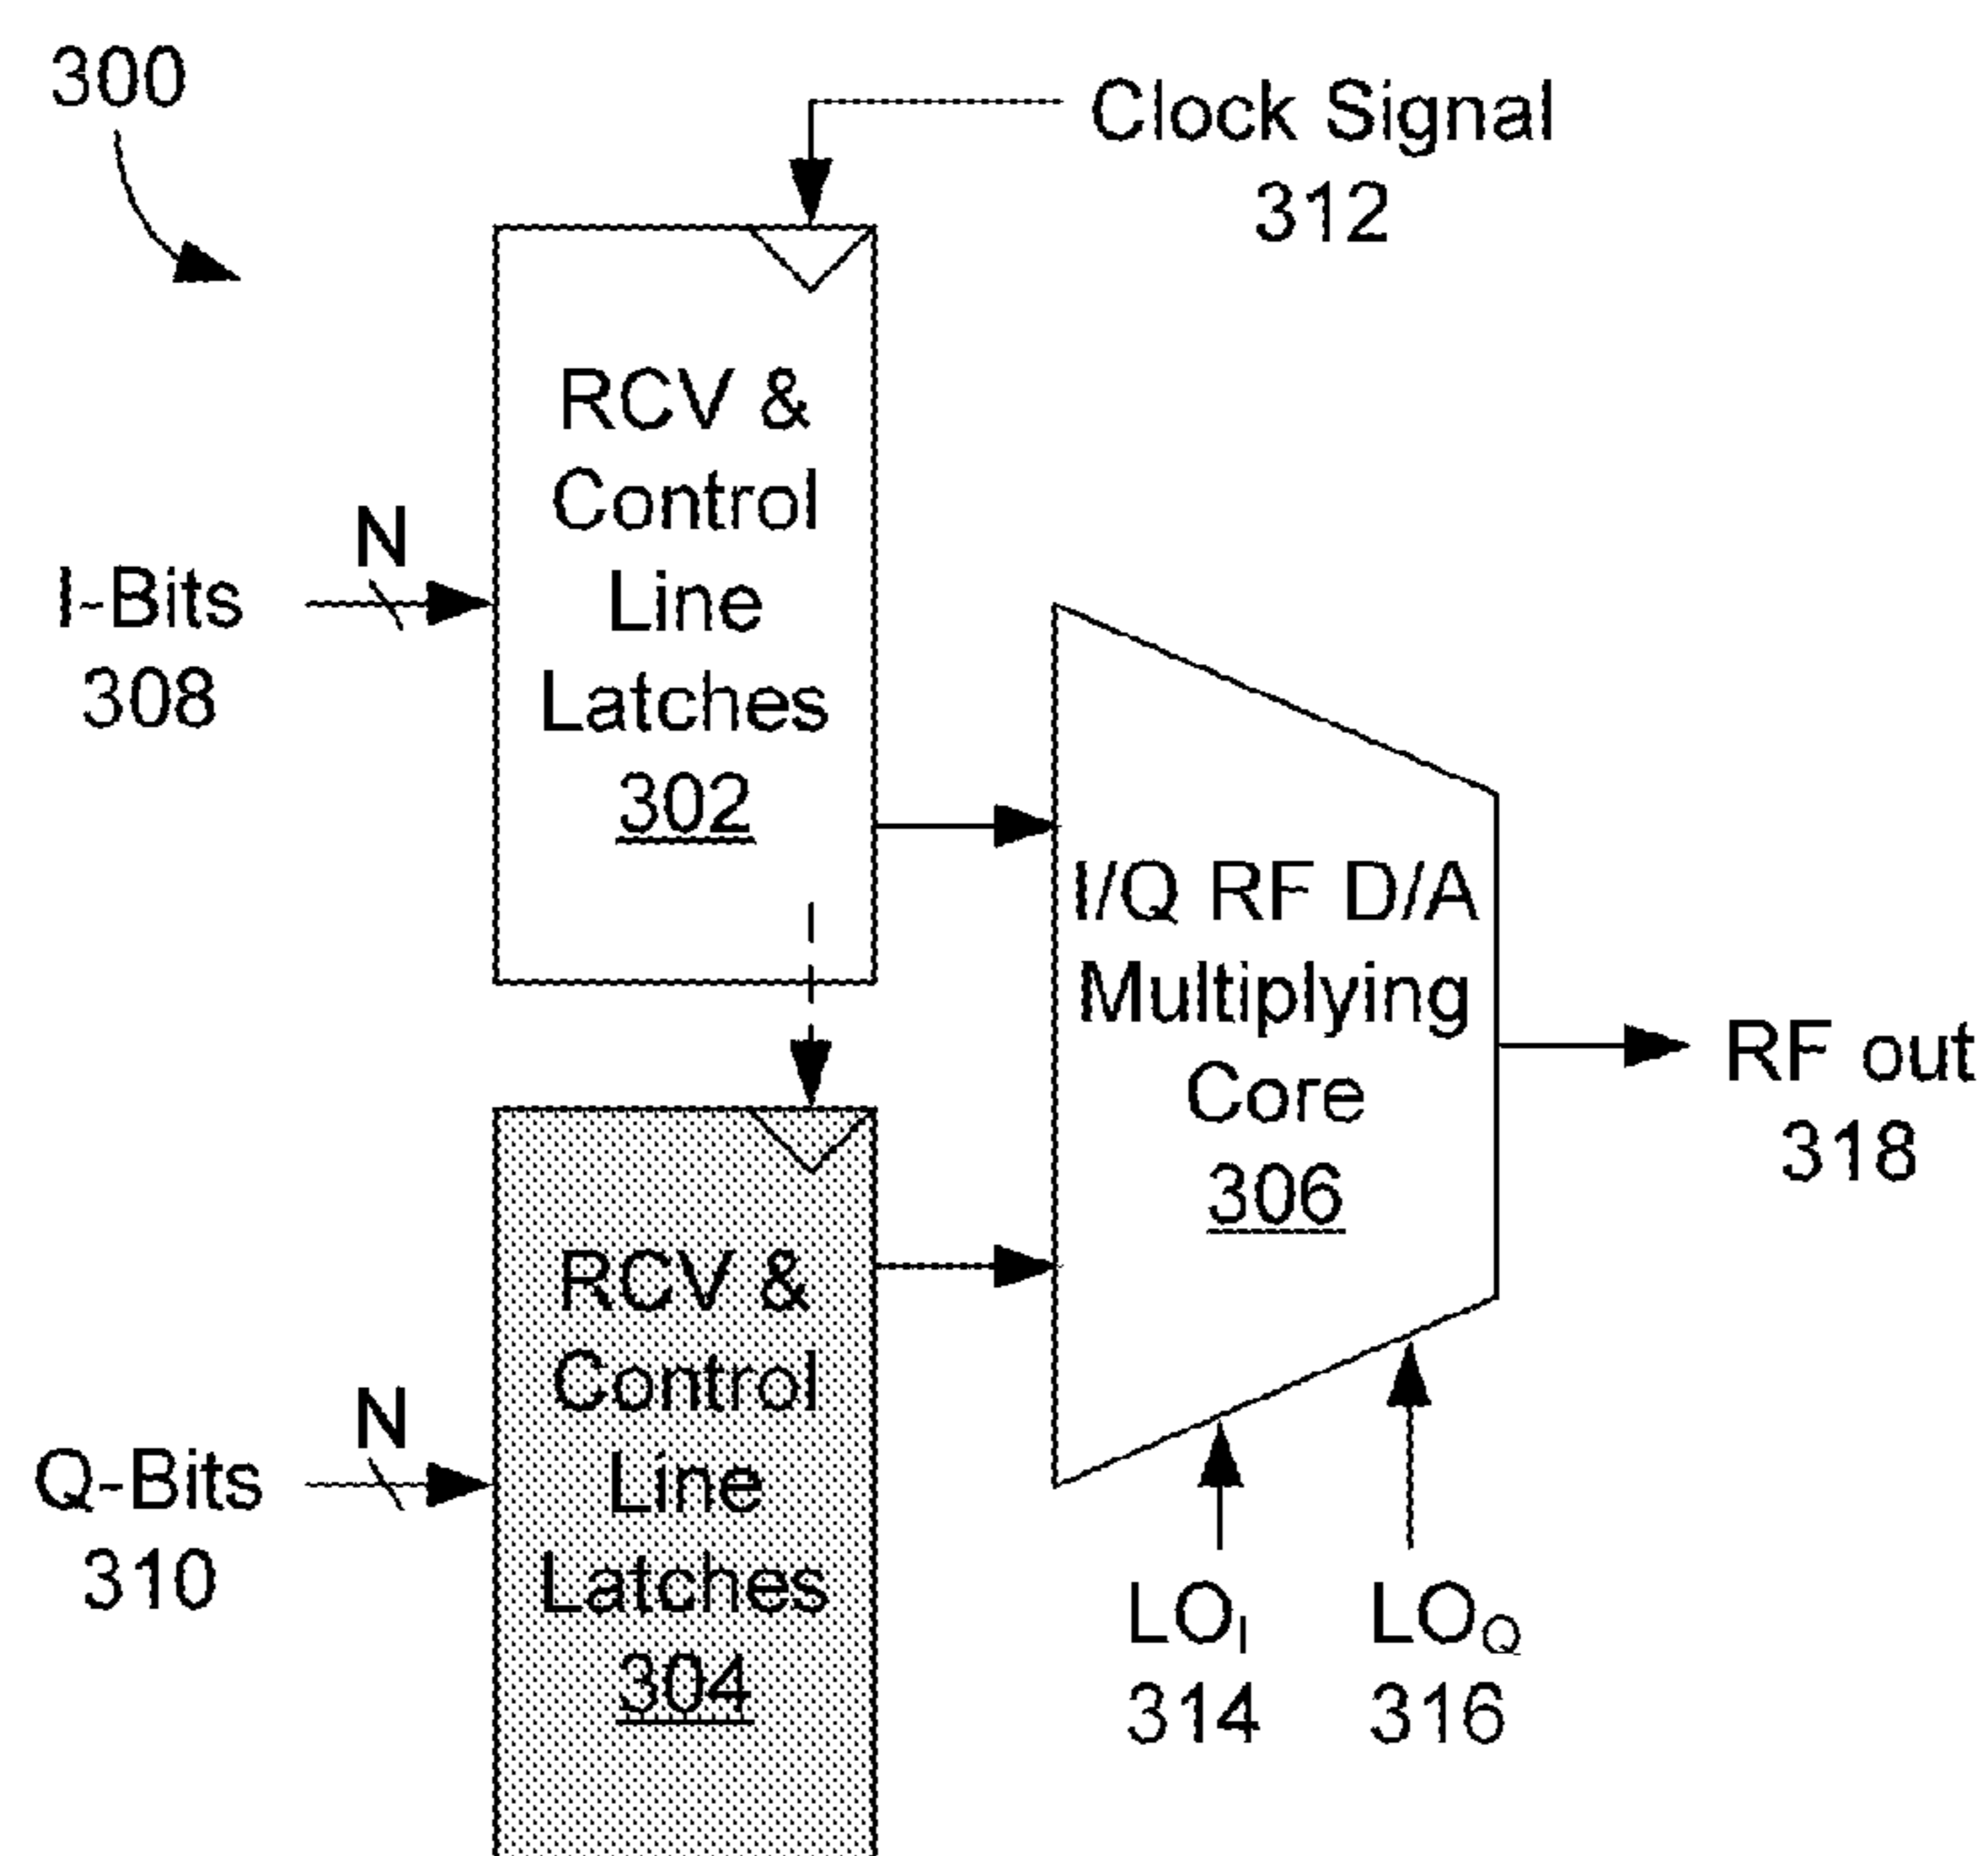 300
Clock Signal
312
RCV &
Control
Line
Latches
302
N
I-Bits
308
I/Q RF D/A
Multiplying
Core
306
RF out
318
RCV &
Control
Line
Latches
304
N
Q-Bits
310
LOI
314
LOQ
316